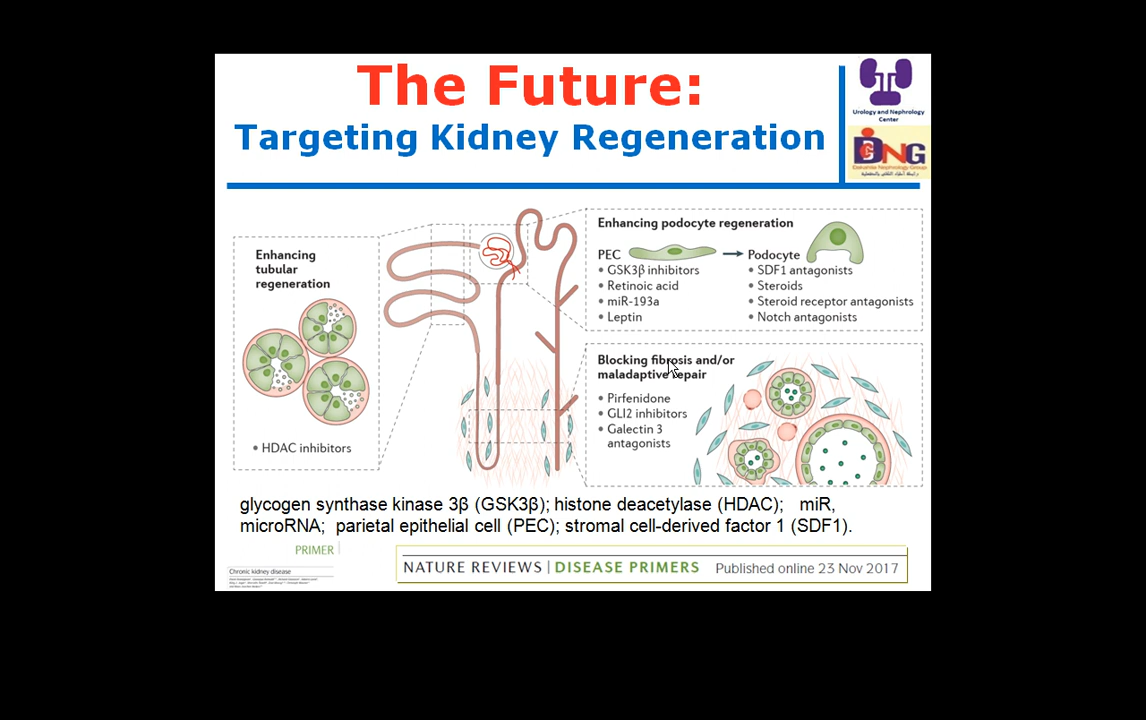 The Future:
Targeting Kidney Regeneration
Urology and Nephrology
Center
Enhancing
tubular
regeneration
• HDAC inhibitors
Enhancing podocyte regeneration
PEC
• GSK3β inhibitors
• Retinoic acid
• miR-193a
• Leptin
Podocyte
• SDF1 antagonists
• Steroids
• Steroid receptor antagonists
• Notch antagonists
Blocking fibrosis and/or
maladaptive repair
• Pirfenidone
• GLI2 inhibitors
• Galectin 3
antagonists
glycogen synthase kinase 3β (GSK3β); histone deacetylase (HDAC); miR,
microRNA; parietal epithelial cell (PEC); stromal cell-derived factor 1 (SDF1).
PRIMER
Chronic kidney disease
NATURE REVIEWS | DISEASE PRIMERS Published online 23 Nov 2017